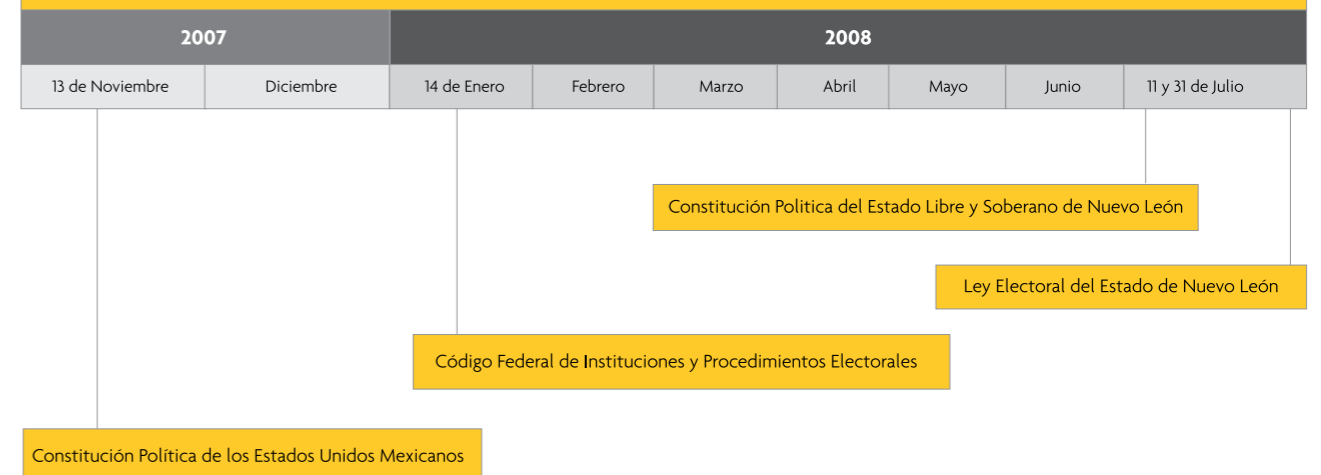 2007
2008
13 de Noviembre
Diciembre
14 de Enero
Febrero
Marzo
Abril
Mayo
Junio
11 y 31 de Julio
Constitución Politica del Estado Libre y Soberano de Nuevo León
Ley Electoral del Estado de Nuevo León
Código Federal de Instituciones y Procedimientos Electorales
Constitución Política de los Estados Unidos Mexicanos